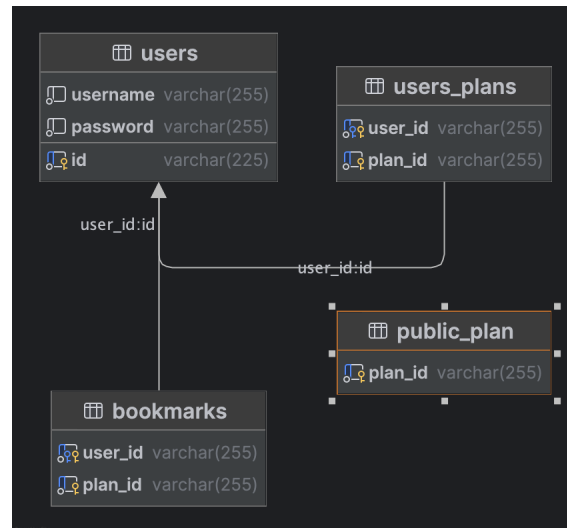 users
username varchar(255)
password varchar(255)
id varchar(225)
users_plans
user_id varchar(255)
plan_id varchar(255)
user_id:id
user_id:id
public_plan
plan_id varchar(255)
bookmarks
user_id varchar(255)
plan_id varchar(255)